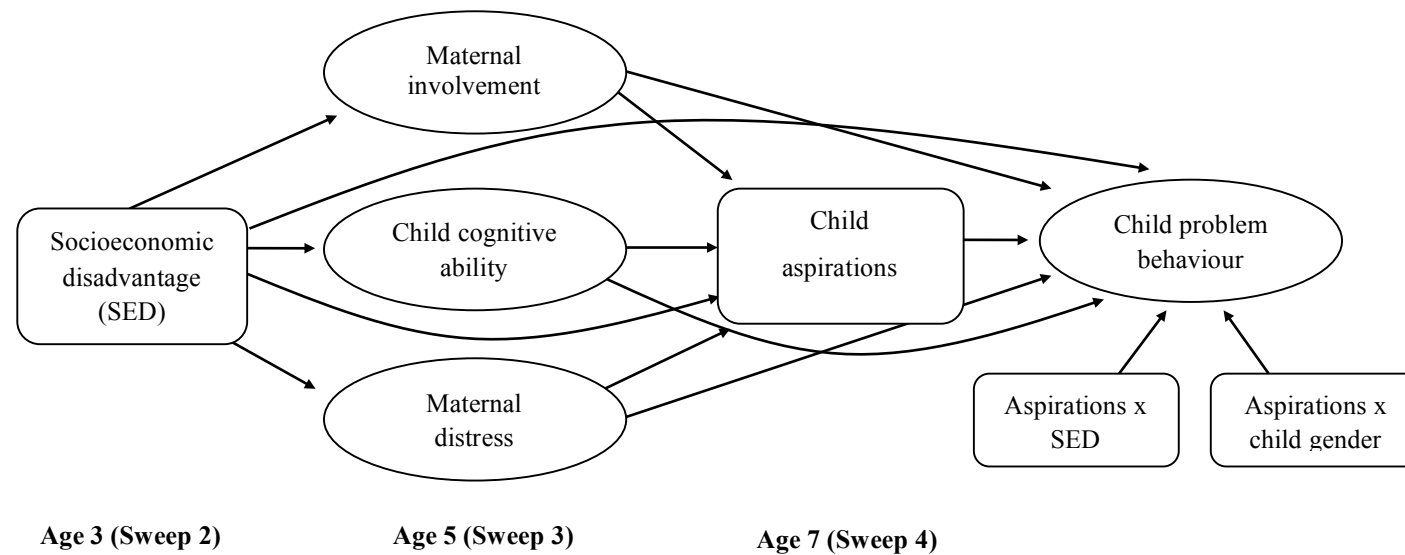 Maternal
involvement
Socioeconomic
disadvantage
(SED)
Child cognitive
ability
Child
aspirations
Child problem
behaviour
Maternal
distress
Aspirations x
SED
Aspirations x
child gender
Age 3 (Sweep 2)
Age 5 (Sweep 3)
Age 7 (Sweep 4)